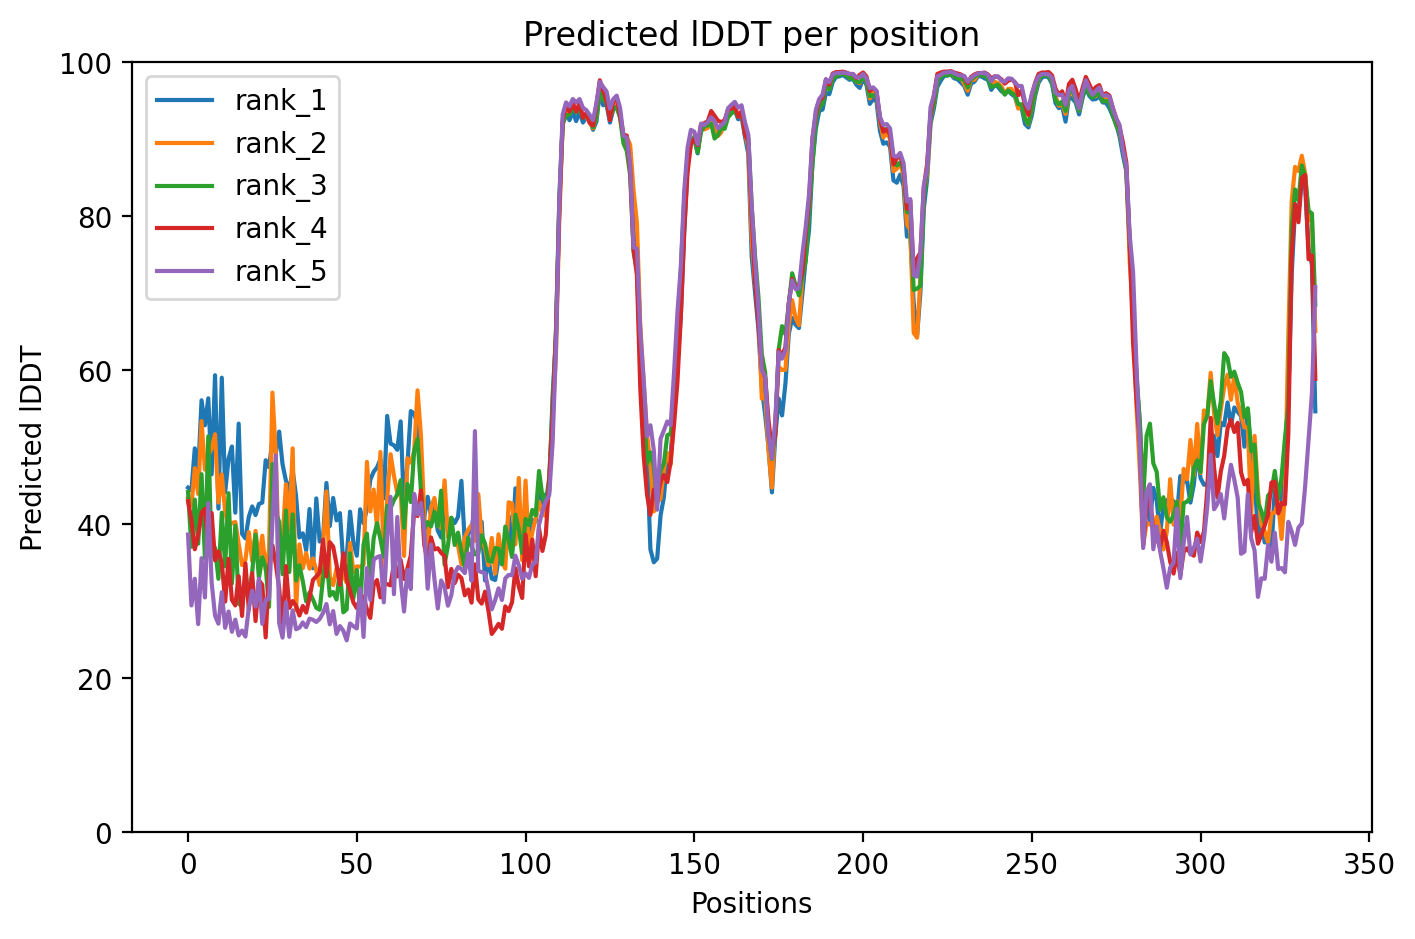 Predicted lDDT per position
100
80
60
40
20
0
Predicted lDDT
rank_1
rank_2
rank_3
rank_4
rank_5
0 50 100 150 200 250 300 350
Positions